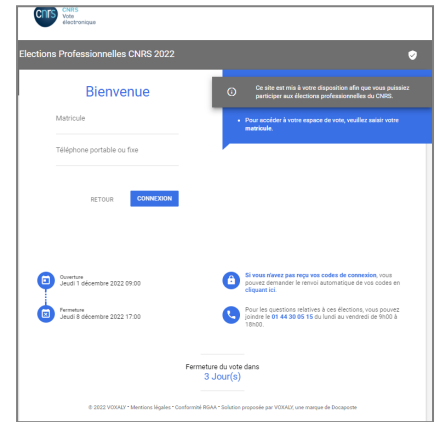 cnrs
CNRS
Vote
électronique
Elections Professionnelles CNRS 2022
Bienvenue
Matricule
Téléphone portable ou fixe
RETOUR
CONNEXION
Ce site est mis à votre disposition afin que vous puissiez
participer aux élections professionnelles du CNRS.
• Pour accéder à votre espace de vote, veuillez saisir votre
matricule.
Ouverture
Jeudi 1 décembre 2022 09:00
Fermeture
Jeudi 8 décembre 2022 17:00
Si vous n'avez pas reçu vos codes de connexion, vous
pouvez demander le renvoi automatique de vos codes en
cliquant ici.
Pour les questions relatives à ces élections, vous pouvez
joindre le 01 44 30 05 15 du lundi au vendredi de 9h00 à
18h00.
Fermeture du vote dans
3 Jour(s)
© 2022 VOXALY - Mentions légales - Conformité RGAA - Solution proposée par VOXALY, une marque de Docaposte